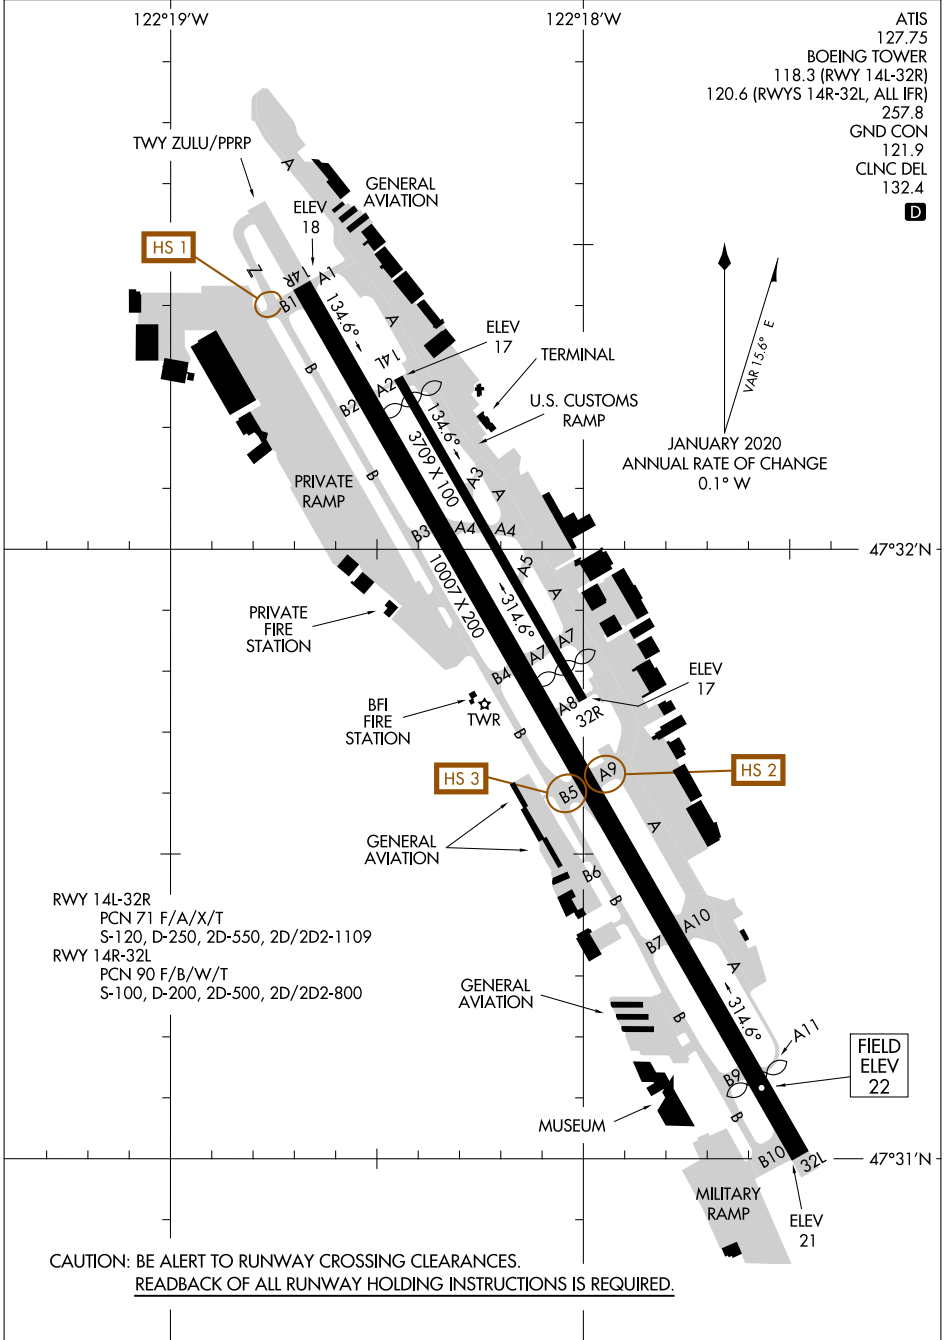 122°19'W
122°18'W
ATIS
127.75
BOEING TOWER
118.3 (RWY 14L-32R)
120.6 (RWYS 14R-32L, ALL IFR)
257.8
GND CON
121.9
CLNC DEL
132.4
D
TWY ZULU/PPRP
A
GENERAL
AVIATION
ELEV
18
HS 1
Z
14R
A1
B1
134.6°
A
ELEV
17
VAR 15.6° E
14L
TERMINAL
B
A2
B2
U.S. CUSTOMS
RAMP
134.6°
JANUARY 2020
ANNUAL RATE OF CHANGE
0.1° W
3709 X 100
B
PRIVATE
RAMP
A3
A
B3
A4
A4
47°32'N
10007 X 200
A5
A
314.6°
PRIVATE
FIRE
STATION
A7
A7
B4
ELEV
17
A8
32R
BFI
FIRE
STATION
TWR
B
HS 3
B5
A9
HS 2
A
GENERAL
AVIATION
B6
B
RWY 14L-32R
PCN 71 F/A/X/T
S-120, D-250, 2D-550, 2D/2D2-1109
RWY 14R-32L
PCN 90 F/B/W/T
S-100, D-200, 2D-500, 2D/2D2-800
A10
B7
A
GENERAL
AVIATION
314.6°
B
A11
FIELD
ELEV
22
B9
MUSEUM
B
B10
32L
47°31'N
MILITARY
RAMP
ELEV
21
CAUTION: BE ALERT TO RUNWAY CROSSING CLEARANCES.
READBACK OF ALL RUNWAY HOLDING INSTRUCTIONS IS REQUIRED.